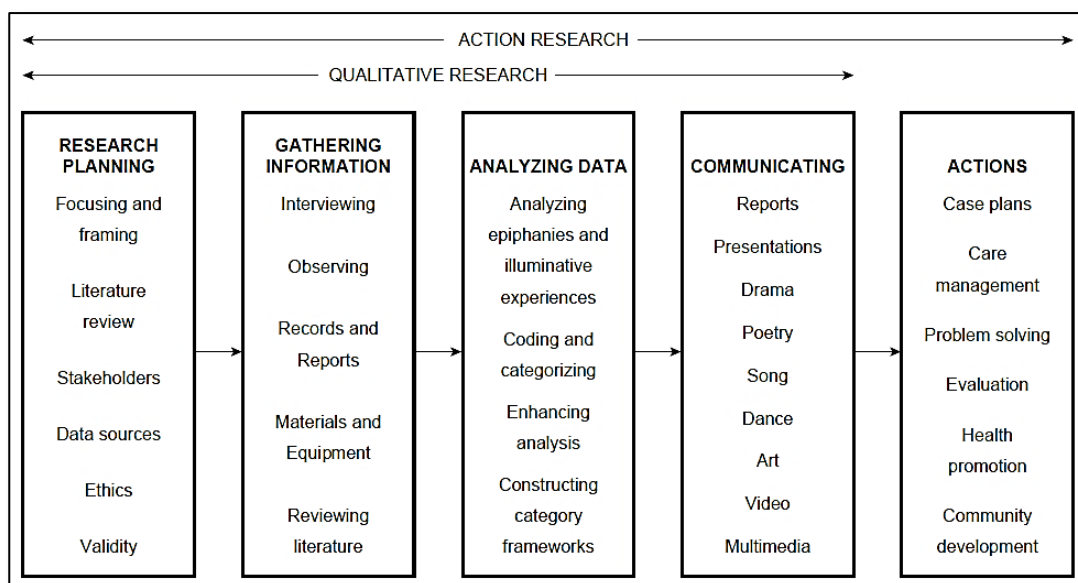 ACTION RESEARCH
QUALITATIVE RESEARCH
RESEARCH
PLANNING
Focusing and
framing
Literature
review
Stakeholders
Data sources
Ethics
Validity
GATHERING
INFORMATION
Interviewing
Observing
Records and
Reports
Materials and
Equipment
Reviewing
literature
ANALYZING DATA
Analyzing
epiphanies and
illuminative
experiences
Coding and
categorizing
Enhancing
analysis
Constructing
category
frameworks
COMMUNICATING
Reports
Presentations
Drama
Poetry
Song
Dance
Art
Video
Multimedia
ACTIONS
Case plans
Care
management
Problem solving
Evaluation
Health
promotion
Community
development